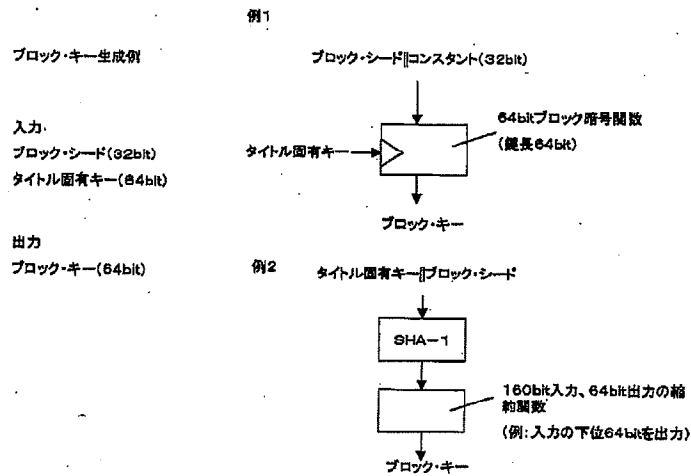 例1
ブロック・キー生成例
ブロック・シード||コンスタント(32bit)
64bitブロック暗号関数
(鍵長64bit)
入力
ブロック・シード(32bit)
タイトル固有キー(64bit)
タイトル固有キー
ブロック・キー
出力
ブロック・キー(64bit)
例2
タイトル固有キー||ブロック・シード
SHA-1
160bit入力、64bit出力の縮
約関数
(例:入力の下位64bitを出力)
ブロック・キー